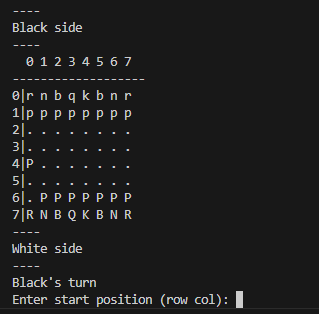 ----
Black side
----
  0 1 2 3 4 5 6 7
-------------------
0|r n b q k b n r
1|p p p p p p p p
2|. . . . . . . .
3|. . . . . . . .
4|P . . . . . . .
5|. . . . . . . .
6|. P P P P P P P
7|R N B Q K B N R
----
White side
----
Black's turn
Enter start position (row col):